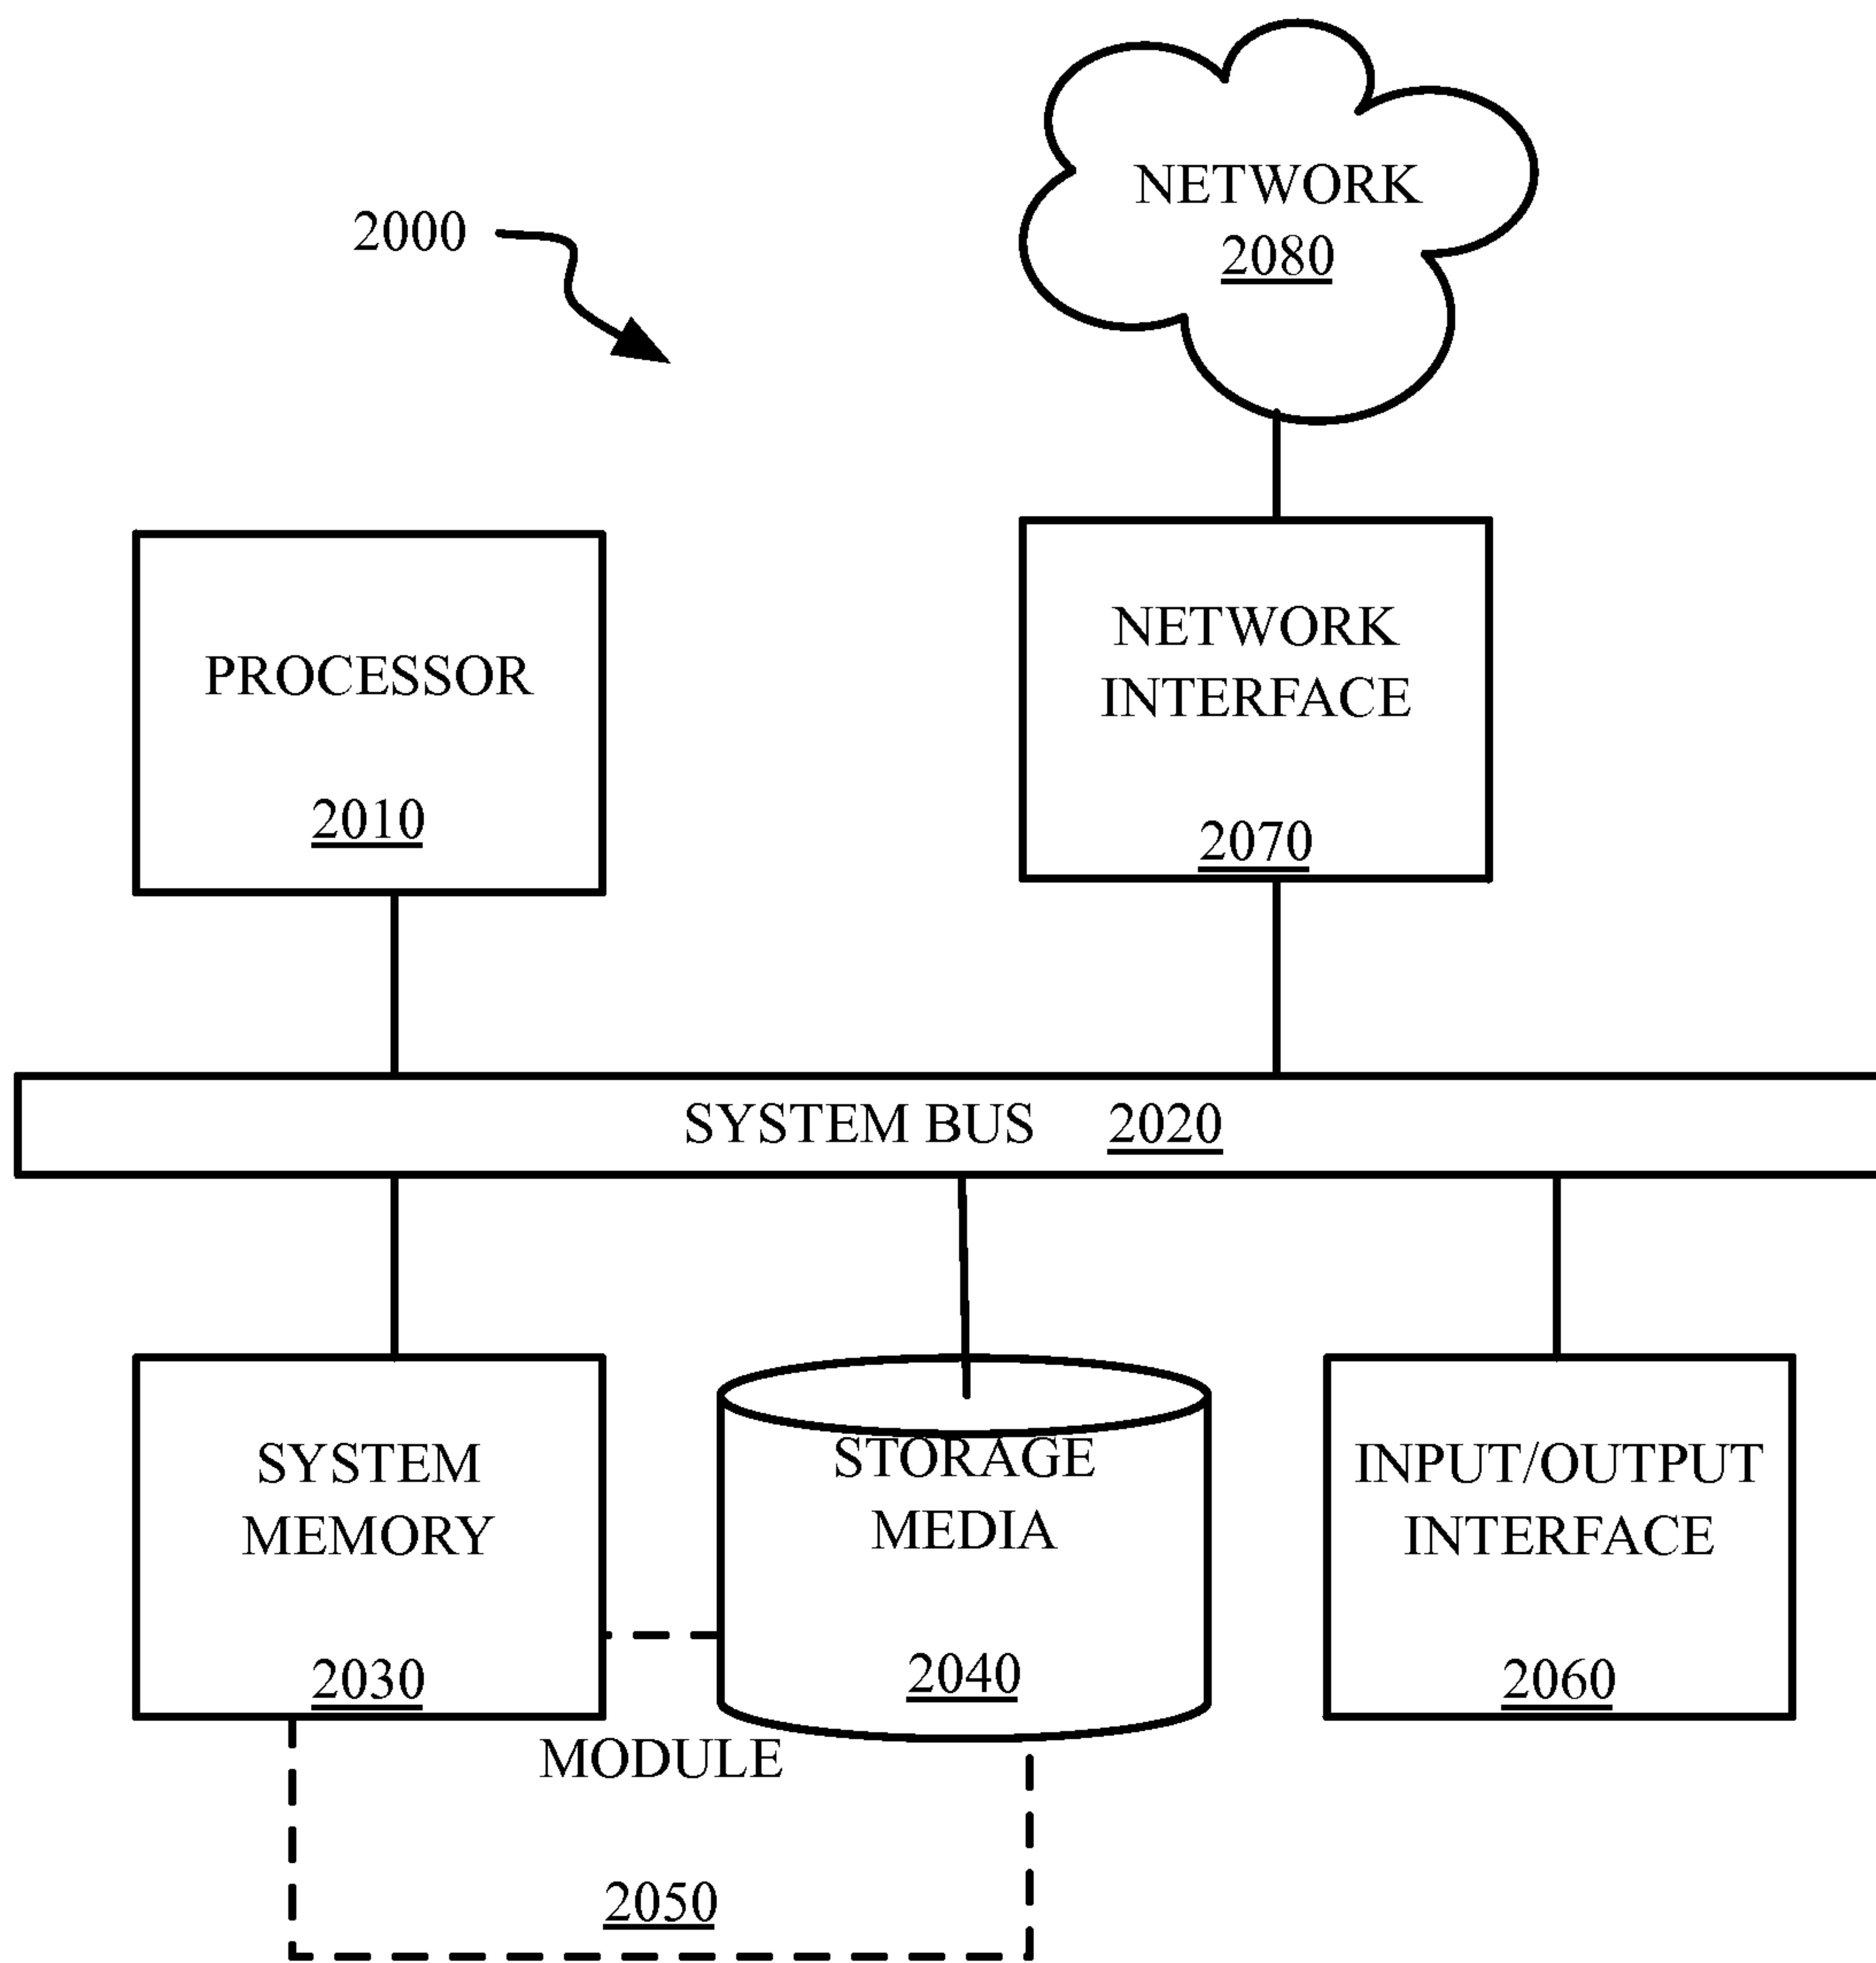 NETWORK
2080
2000
PROCESSOR
2010
NETWORK
INTERFACE
2070
SYSTEM BUS 2020
SYSTEM
MEMORY
2030
STORAGE
MEDIA
2040
INPUT/OUTPUT
INTERFACE
2060
MODULE
2050